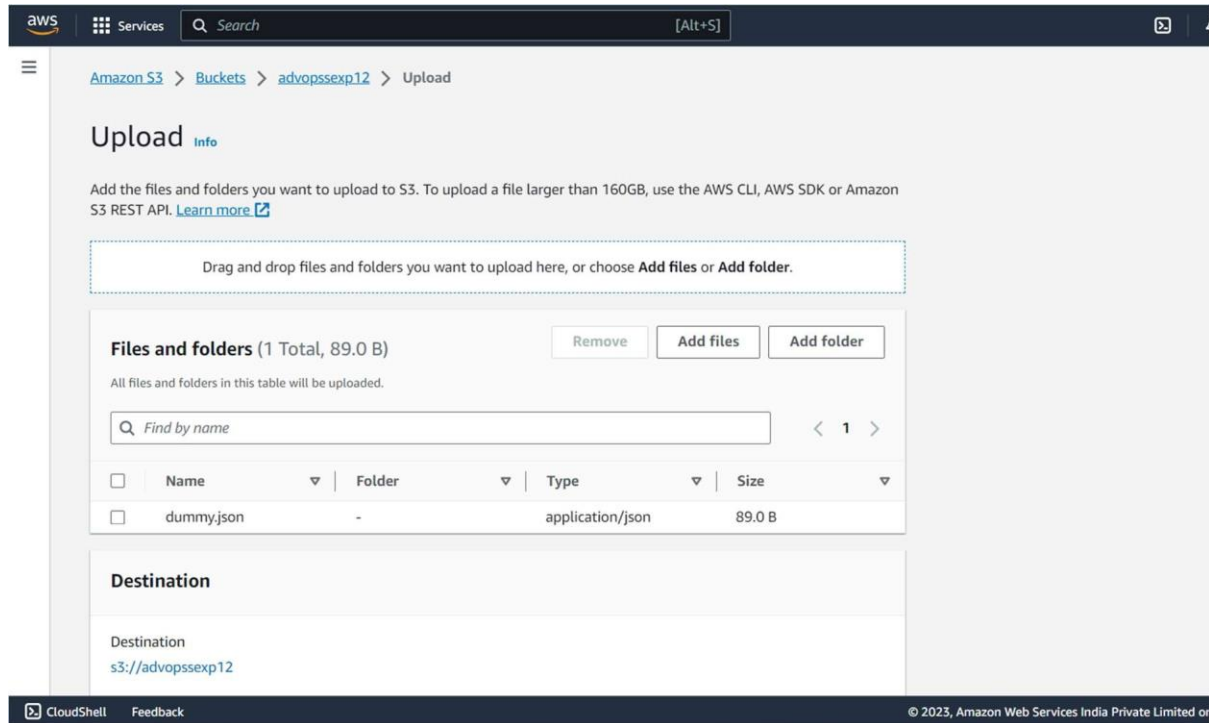 aws Services Search [Alt+S]
Amazon S3 > Buckets > advopssexp12 > Upload
Upload Info
Add the files and folders you want to upload to S3. To upload a file larger than 160GB, use the AWS CLI, AWS SDK or Amazon
S3 REST API. Learn more
Drag and drop files and folders you want to upload here, or choose Add files or Add folder.
Files and folders (1 Total, 89.0 B) Remove Add files Add folder
All files and folders in this table will be uploaded.
Find by name < 1 >
Name Folder Type Size
dummy.json - application/json 89.0 B
Destination
Destination
s3://advopssexp12
CloudShell Feedback © 2023, Amazon Web Services India Private Limited or